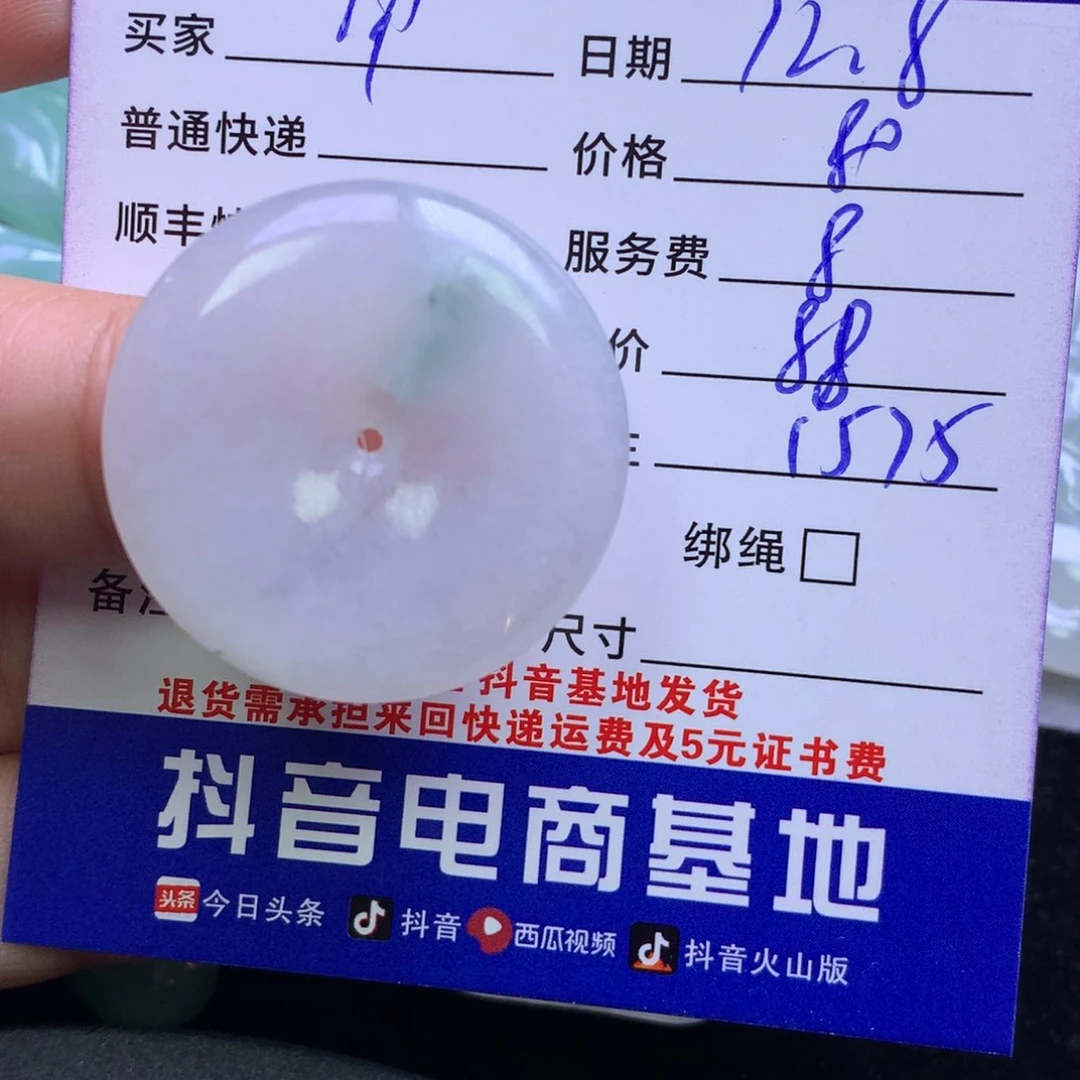 买家 日期 12.8
普通快递 价格 80
顺丰快 服务费 8
价 88
1575
绑绳
备注 尺寸
抖音基地发货
退货需承担来回快递运费及5元证书费
抖音电商基地
头条 今日头条 抖音 西瓜视频 抖音火山版